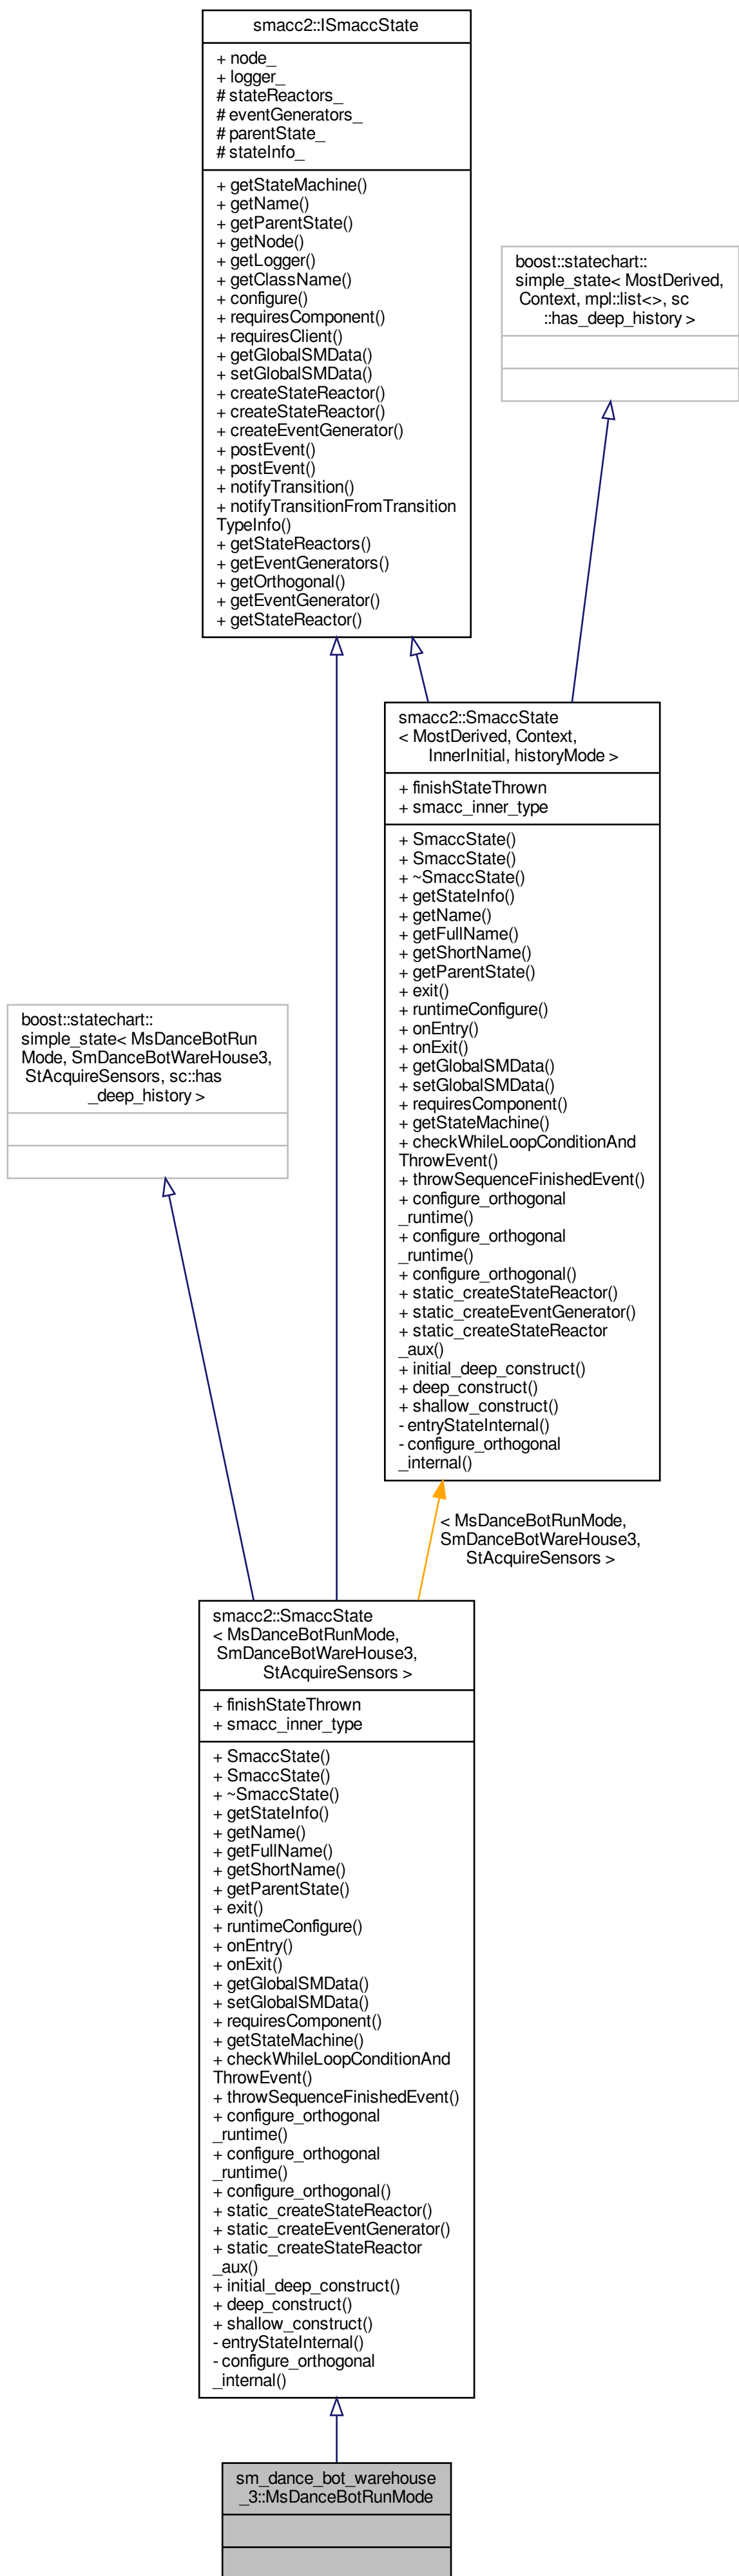 smacc2::ISmaccState
+ node_
+ logger_
# stateReactors_
# eventGenerators_
# parentState_
# stateInfo_
+ getStateMachine()
+ getName()
+ getParentState()
+ getNode()
+ getLogger()
+ getClassName()
+ configure()
+ requiresComponent()
+ requiresClient()
+ getGlobalSMData()
+ setGlobalSMData()
+ createStateReactor()
+ createStateReactor()
+ createEventGenerator()
+ postEvent()
+ postEvent()
+ notifyTransition()
+ notifyTransitionFromTransition
TypeInfo()
+ getStateReactors()
+ getEventGenerators()
+ getOrthogonal()
+ getEventGenerator()
+ getStateReactor()
boost::statechart::
simple_state< MostDerived,
Context, mpl::list<>, sc
::has_deep_history >
smacc2::SmaccState
< MostDerived, Context,
InnerInitial, historyMode >
+ finishStateThrown
+ smacc_inner_type
+ SmaccState()
+ SmaccState()
+ ~SmaccState()
+ getStateInfo()
+ getName()
+ getFullName()
+ getShortName()
+ getParentState()
+ exit()
+ runtimeConfigure()
+ onEntry()
+ onExit()
+ getGlobalSMData()
+ setGlobalSMData()
+ requiresComponent()
+ getStateMachine()
+ checkWhileLoopConditionAnd
ThrowEvent()
+ throwSequenceFinishedEvent()
+ configure_orthogonal
_runtime()
+ configure_orthogonal
_runtime()
+ configure_orthogonal()
+ static_createStateReactor()
+ static_createEventGenerator()
+ static_createStateReactor
_aux()
+ initial_deep_construct()
+ deep_construct()
+ shallow_construct()
- entryStateInternal()
- configure_orthogonal
_internal()
boost::statechart::
simple_state< MsDanceBotRun
Mode, SmDanceBotWareHouse3,
StAcquireSensors, sc::has
_deep_history >
< MsDanceBotRunMode,
SmDanceBotWareHouse3,
StAcquireSensors >
smacc2::SmaccState
< MsDanceBotRunMode,
SmDanceBotWareHouse3,
StAcquireSensors >
+ finishStateThrown
+ smacc_inner_type
+ SmaccState()
+ SmaccState()
+ ~SmaccState()
+ getStateInfo()
+ getName()
+ getFullName()
+ getShortName()
+ getParentState()
+ exit()
+ runtimeConfigure()
+ onEntry()
+ onExit()
+ getGlobalSMData()
+ setGlobalSMData()
+ requiresComponent()
+ getStateMachine()
+ checkWhileLoopConditionAnd
ThrowEvent()
+ throwSequenceFinishedEvent()
+ configure_orthogonal
_runtime()
+ configure_orthogonal
_runtime()
+ configure_orthogonal()
+ static_createStateReactor()
+ static_createEventGenerator()
+ static_createStateReactor
_aux()
+ initial_deep_construct()
+ deep_construct()
+ shallow_construct()
- entryStateInternal()
- configure_orthogonal
_internal()
sm_dance_bot_warehouse
_3::MsDanceBotRunMode